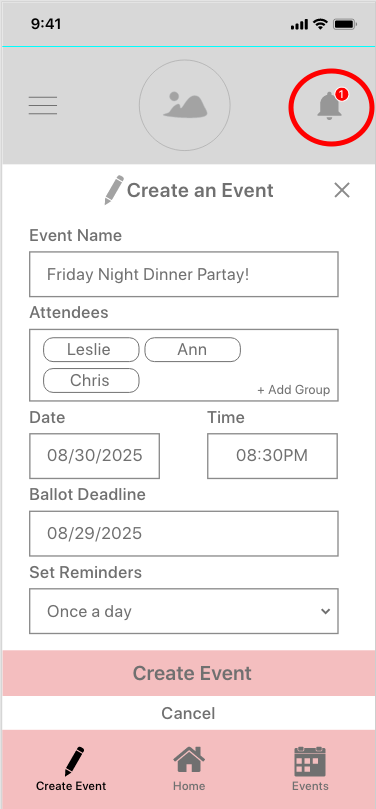 9:41
1
Create an Event
Event Name
Friday Night Dinner Partay!
Attendees
Leslie Ann
Chris
+ Add Group
Date Time
08/30/2025 08:30PM
Ballot Deadline
08/29/2025
Set Reminders
Once a day
Create Event
Cancel
Create Event Home Events